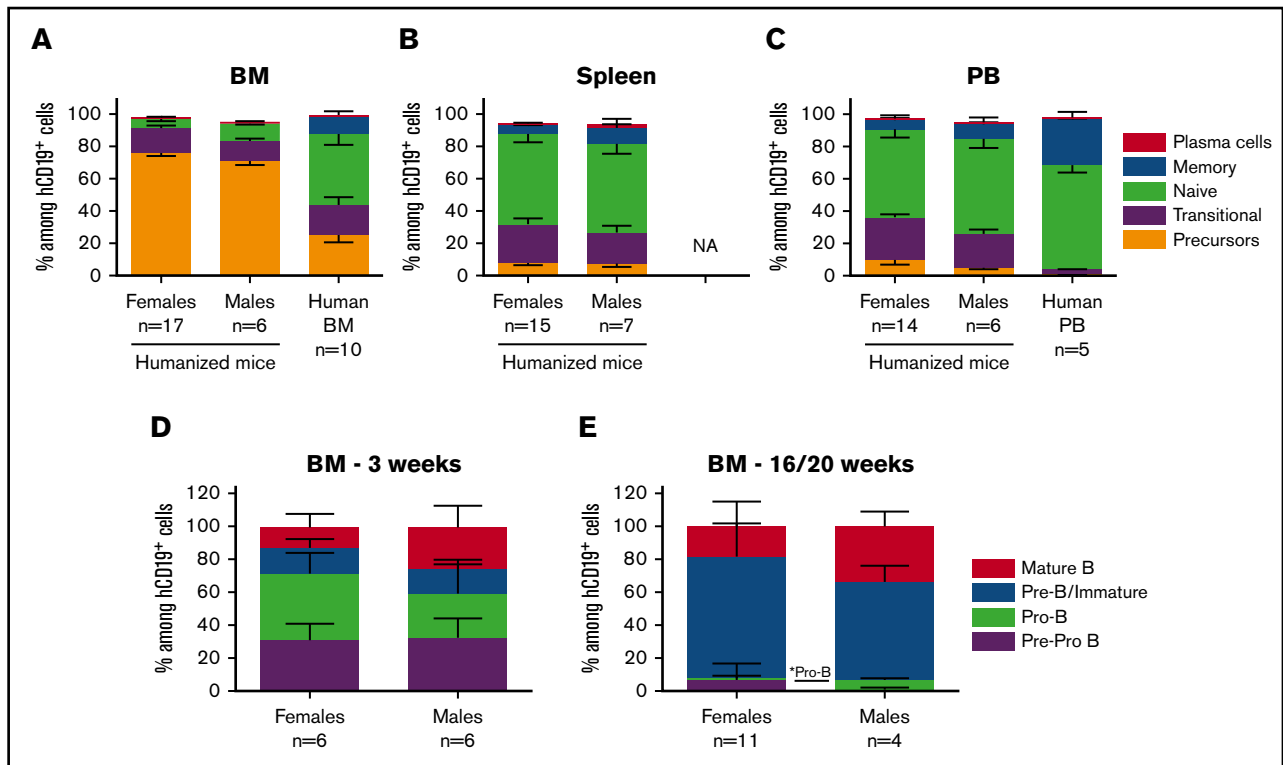 A
BM
% among hCD19+ cells
100
80
60
40
20
0
Females
n=17
Males
n=6
Human
BM
n=10
Humanized mice
B
Spleen
% among hCD19+ cells
100
80
60
40
20
0
NA
Females
n=15
Males
n=7
Humanized mice
C
PB
% among hCD19+ cells
100
80
60
40
20
0
Females
n=14
Males
n=6
Human
PB
n=5
Humanized mice
Plasma cells
Memory
Naive
Transitional
Precursors
D
BM - 3 weeks
% among hCD19+ cells
120
100
80
60
40
20
0
Females
n=6
Males
n=6
E
BM - 16/20 weeks
% among hCD19+ cells
120
100
80
60
40
20
0
*Pro-B
Females
n=11
Males
n=4
Mature B
Pre-B/Immature
Pro-B
Pre-Pro B